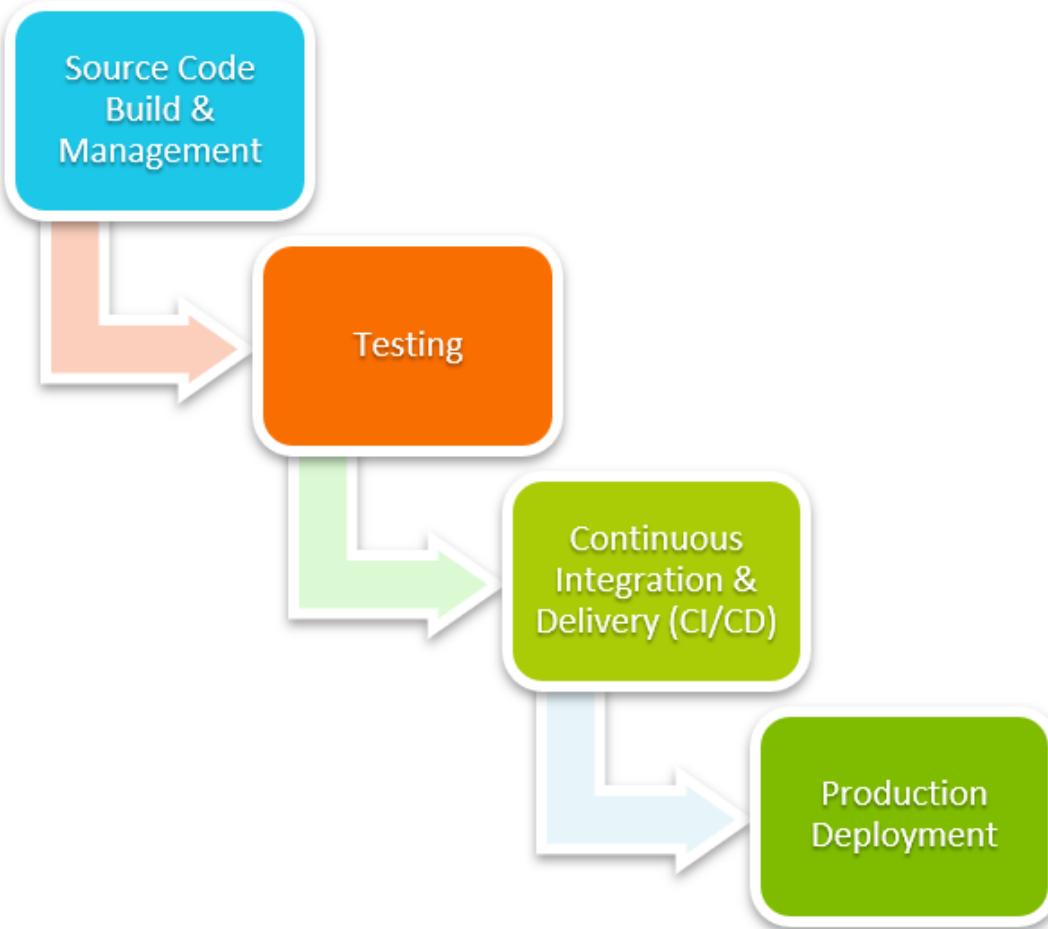 Source Code
Build &
Management
Testing
Continuous
Integration &
Delivery (CI/CD)
Production
Deployment